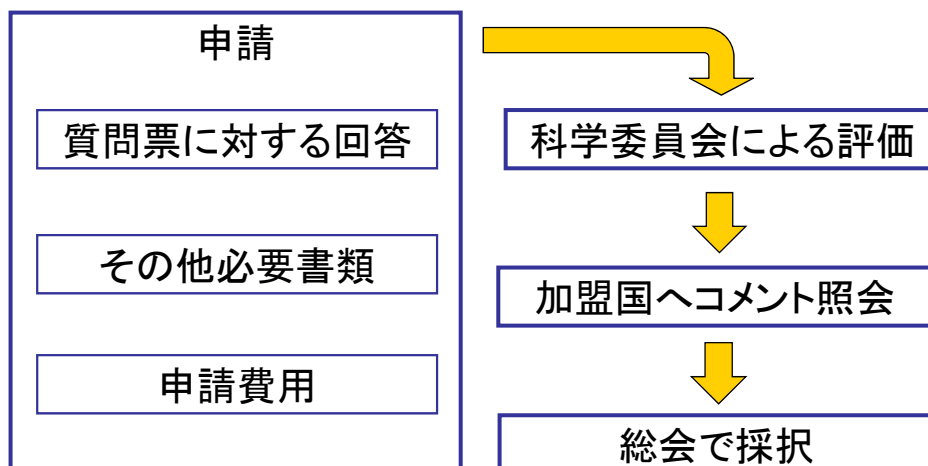 申請
質問票に対する回答
その他必要書類
申請費用
科学委員会による評価
加盟国へコメント照会
総会で採択